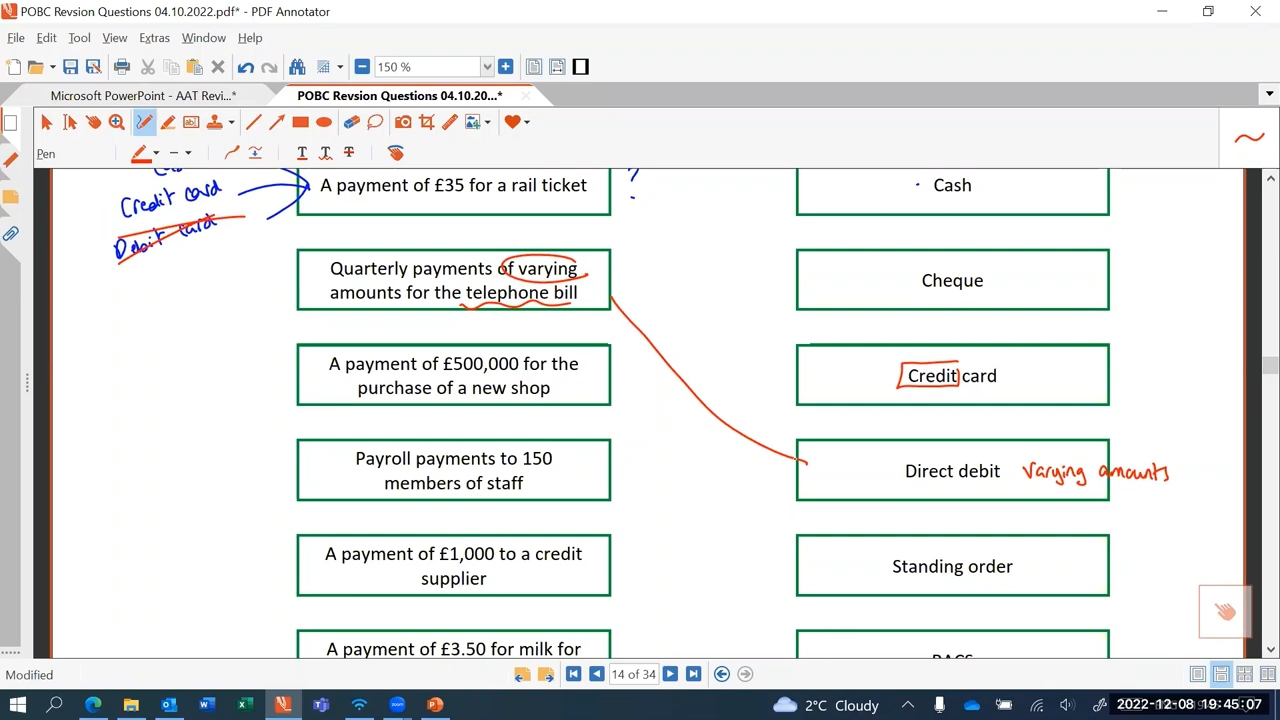 POBC Revsion Questions 04.10.2022.pdf* - PDF Annotator
File Edit Tool View Extras Window Help
150 %
Microsoft PowerPoint - AAT Revi...*
POBC Revsion Questions 04.10.20...*
Pen
A payment of £35 for a rail ticket
?
Cash
Credit card
Debit card
Quarterly payments of varying
amounts for the telephone bill
Cheque
A payment of £500,000 for the
purchase of a new shop
Credit card
Payroll payments to 150
members of staff
Direct debit
Varying amounts
A payment of £1,000 to a credit
supplier
Standing order
A payment of £3.50 for milk for
BACS
Modified
14 of 34
2°C Cloudy
2022-12-08 19:45:07